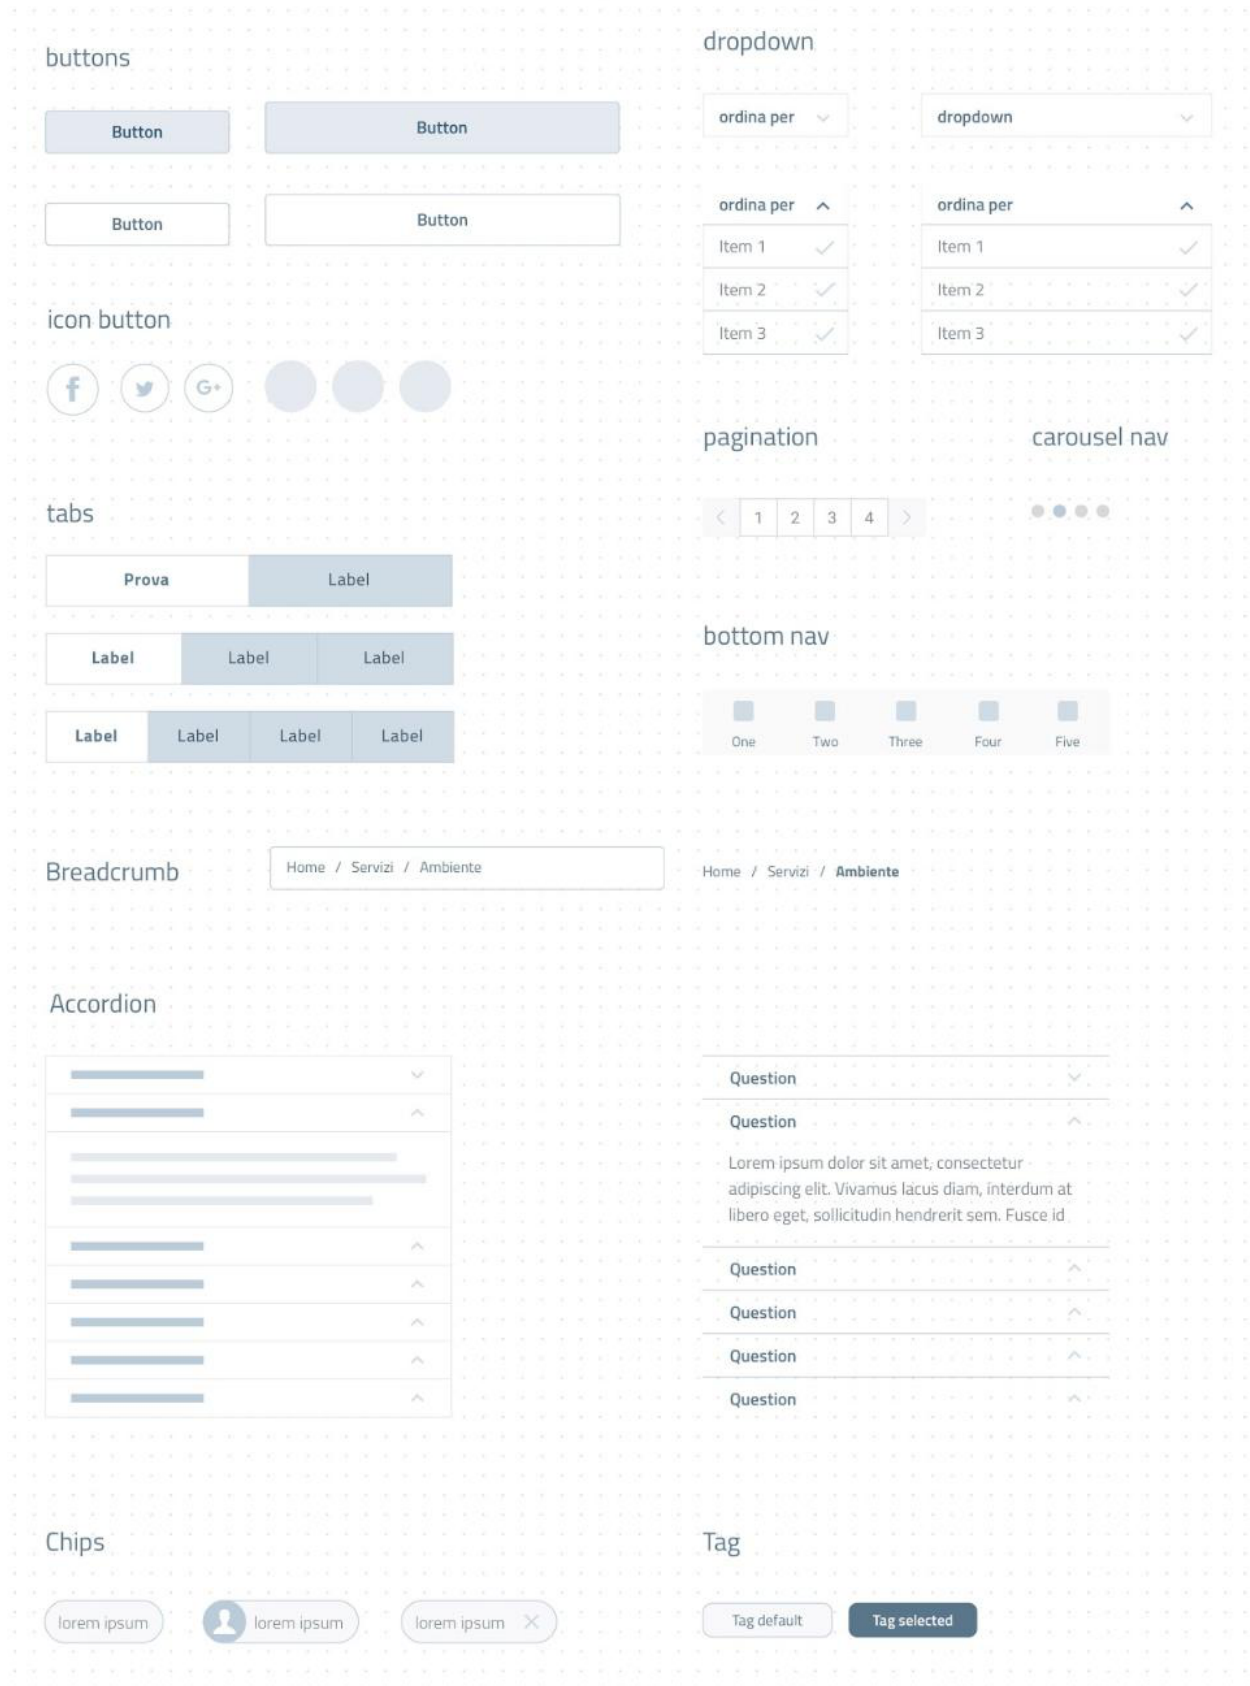 buttons
Button
Button
Button
Button
icon button
f
G+
tabs
Prova Label
Label Label Label
Label Label Label Label
dropdown
ordina per
dropdown
ordina per
Item 1
Item 2
Item 3
ordina per
Item 1
Item 2
Item 3
pagination
1 2 3 4
carousel nav
bottom nav
One Two Three Four Five
Breadcrumb
Home / Servizi / Ambiente
Home / Servizi / Ambiente
Accordion
Question
Question
Lorem ipsum dolor sit amet, consectetur
adipiscing elit. Vivamus lacus diam, interdum at
libero eget, sollicitudin hendrerit sem. Fusce id
Question
Question
Question
Question
Chips
lorem ipsum
lorem ipsum
lorem ipsum
Tag
Tag default
Tag selected